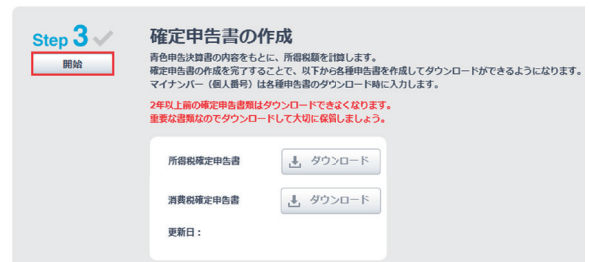 Step 3
開始
確定申告書の作成
青色申告決算書の内容をもとに、所得税額を計算します。
確定申告書の作成を完了することで、以下から各種申告書を作成してダウンロードができるようになります。
マイナンバー（個人番号）は各種申告書のダウンロード時に入力します。
2年以上前の確定申告書類はダウンロードできなくなります。
重要な書類なのでダウンロードして大切に保管しましょう。
所得税確定申告書
ダウンロード
消費税確定申告書
ダウンロード
更新日：